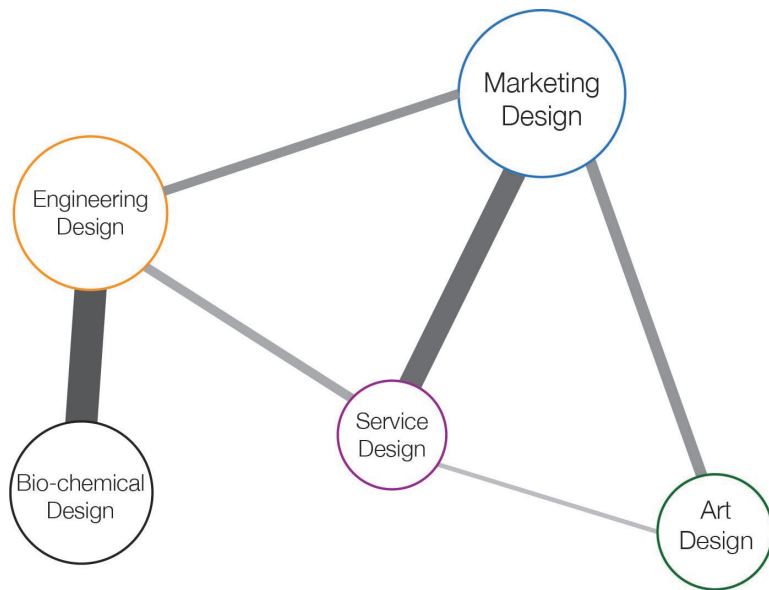 Marketing
Design
Engineering
Design
Service
Design
Bio-chemical
Design
Art
Design